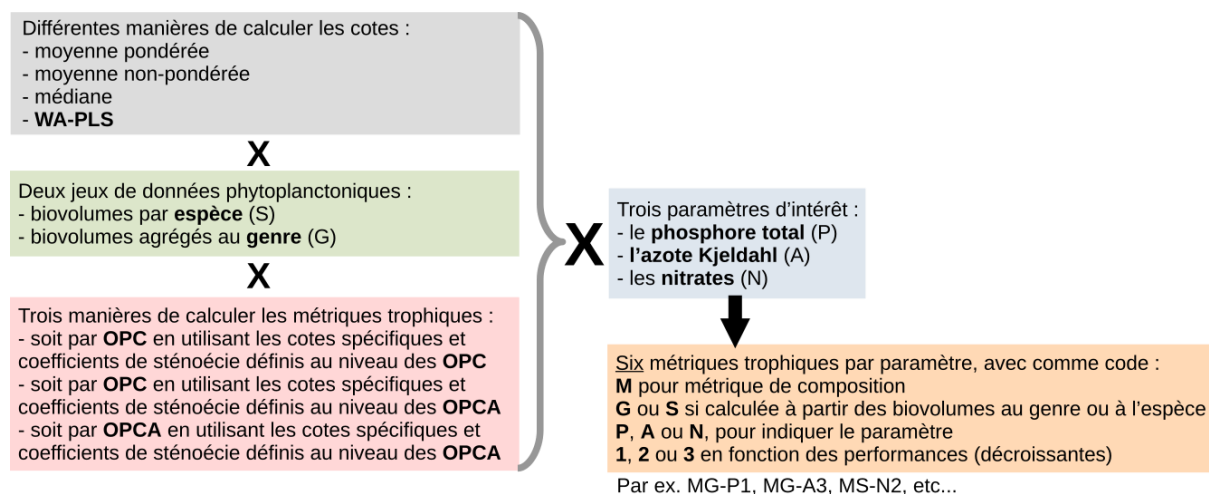 Différentes manières de calculer les cotes :
- moyenne pondérée
- moyenne non-pondérée
- médiane
- WA-PLS
X
Deux jeux de données phytoplanctoniques :
- biovolumes par espèce (S)
- biovolumes agrégés au genre (G)
X
Trois manières de calculer les métriques trophiques :
- soit par OPC en utilisant les cotes spécifiques et
coefficients de sténoécie définis au niveau des OPC
- soit par OPC en utilisant les cotes spécifiques et
coefficients de sténoécie définis au niveau des OPCA
- soit par OPCA en utilisant les cotes spécifiques et
coefficients de sténoécie définis au niveau des OPCA
X
Trois paramètres d’intérêt :
- le phosphore total (P)
- l’azote Kjeldahl (A)
- les nitrates (N)
Six métriques trophiques par paramètre, avec comme code :
M pour métrique de composition
G ou S si calculée à partir des biovolumes au genre ou à l’espèce
P, A ou N, pour indiquer le paramètre
1, 2 ou 3 en fonction des performances (décroissantes)
Par ex. MG-P1, MG-A3, MS-N2, etc...